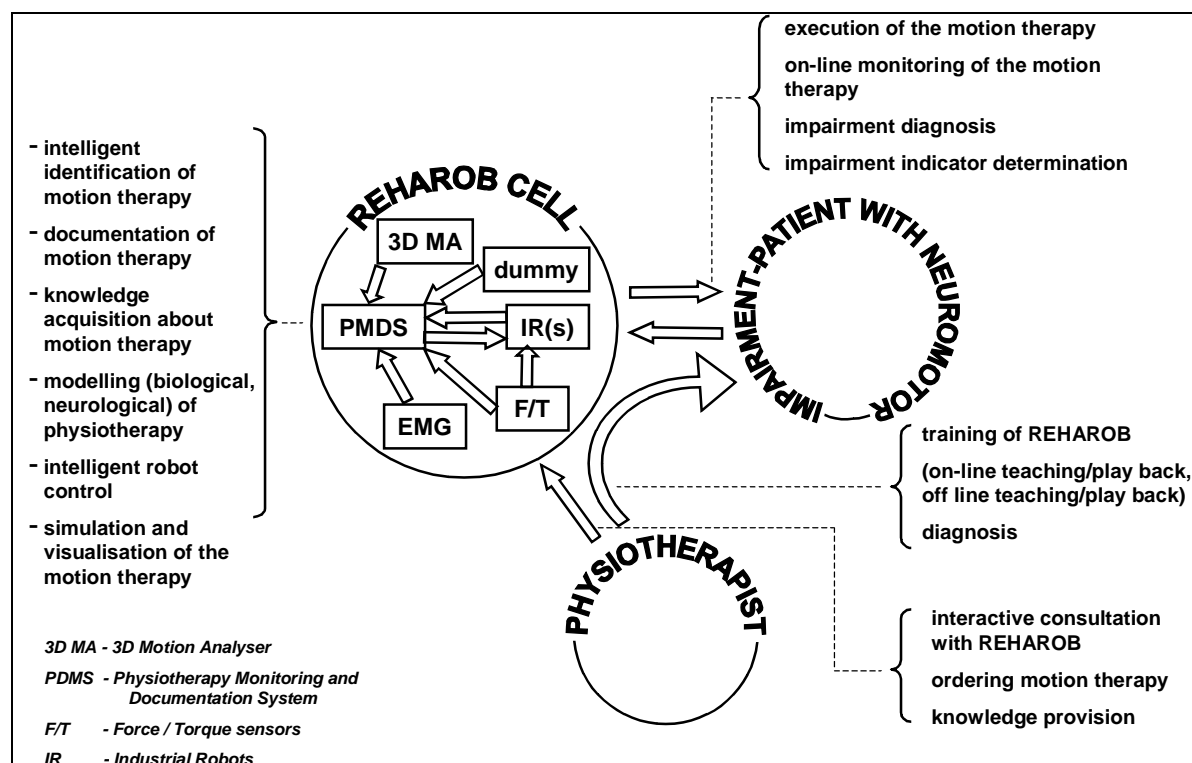 execution of the motion therapy
on-line monitoring of the motion
therapy
impairment diagnosis
impairment indicator determination
- intelligent
identification of
motion therapy
- documentation of
motion therapy
- knowledge
acquisition about
motion therapy
- modelling (biological,
neurological) of
physiotherapy
- intelligent robot
control
- simulation and
visualisation of the
motion therapy
REHAROB CELL
3D MA
dummy
PMDS
IR(s)
EMG
F/T
IMPAIRMENT-PATIENT WITH NEUROMOTOR
training of REHAROB
(on-line teaching/play back,
off line teaching/play back)
diagnosis
PHYSIOTHERAPIST
interactive consultation
with REHAROB
ordering motion therapy
knowledge provision
3D MA - 3D Motion Analyser
PDMS - Physiotherapy Monitoring and
Documentation System
F/T - Force / Torque sensors
IR - Industrial Robots